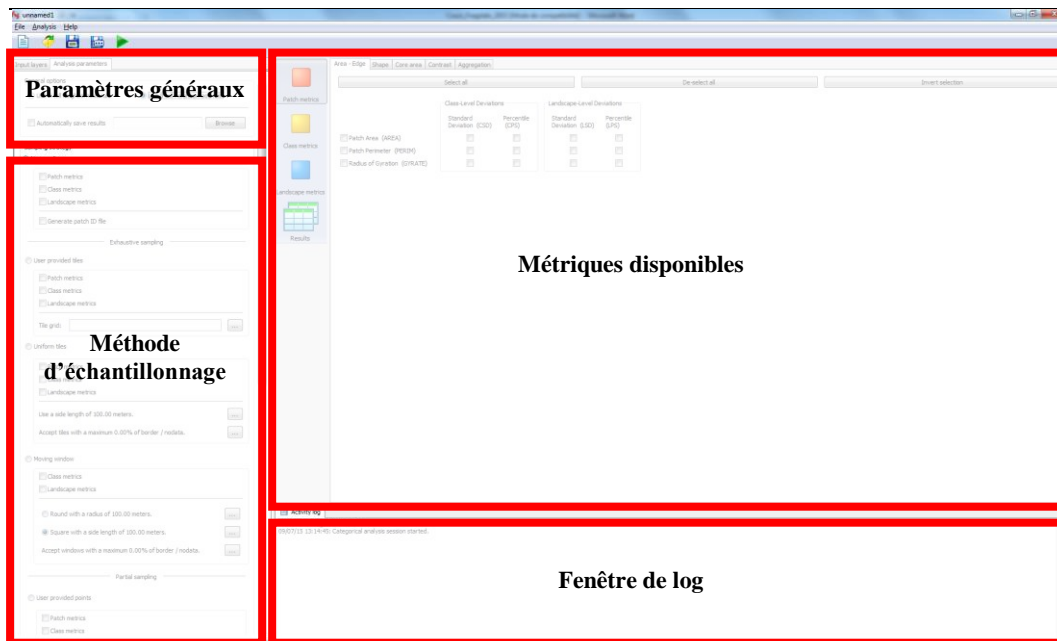 unnamed1
File Analysis Help
Input layers Analysis parameters
Paramètres généraux
Automatically save results Browse
Patch metrics
Class metrics
Landscape metrics
Generate patch ID file
Exhaustive sampling
User provided tiles
Patch metrics
Class metrics
Landscape metrics
Tile grid: ...
Uniform tiles
Méthode
d'échantillonnage
Landscape metrics
Use a side length of 100.00 meters. ...
Accept tiles with a maximum 0.00% of border / nodata. ...
Moving window
Class metrics
Landscape metrics
Round with a radius of 100.00 meters. ...
Square with a side length of 100.00 meters. ...
Accept windows with a maximum 0.00% of border / nodata. ...
Partial sampling
User provided points
Patch metrics
Class metrics
Patch metrics
Class metrics
Landscape metrics
Results
Area - Edge Shape Core area Contrast Aggregation
Select all De-select all Invert selection
Class-Level Deviations Landscape-Level Deviations
Standard Percentile Standard Percentile
Deviation (CSD) (CPS) Deviation (LSD) (LPS)
Patch Area (AREA)
Patch Perimeter (PERIM)
Radius of Gyration (GYRATE)
Métriques disponibles
Activity log
Categorical analysis session started.
Fenêtre de log